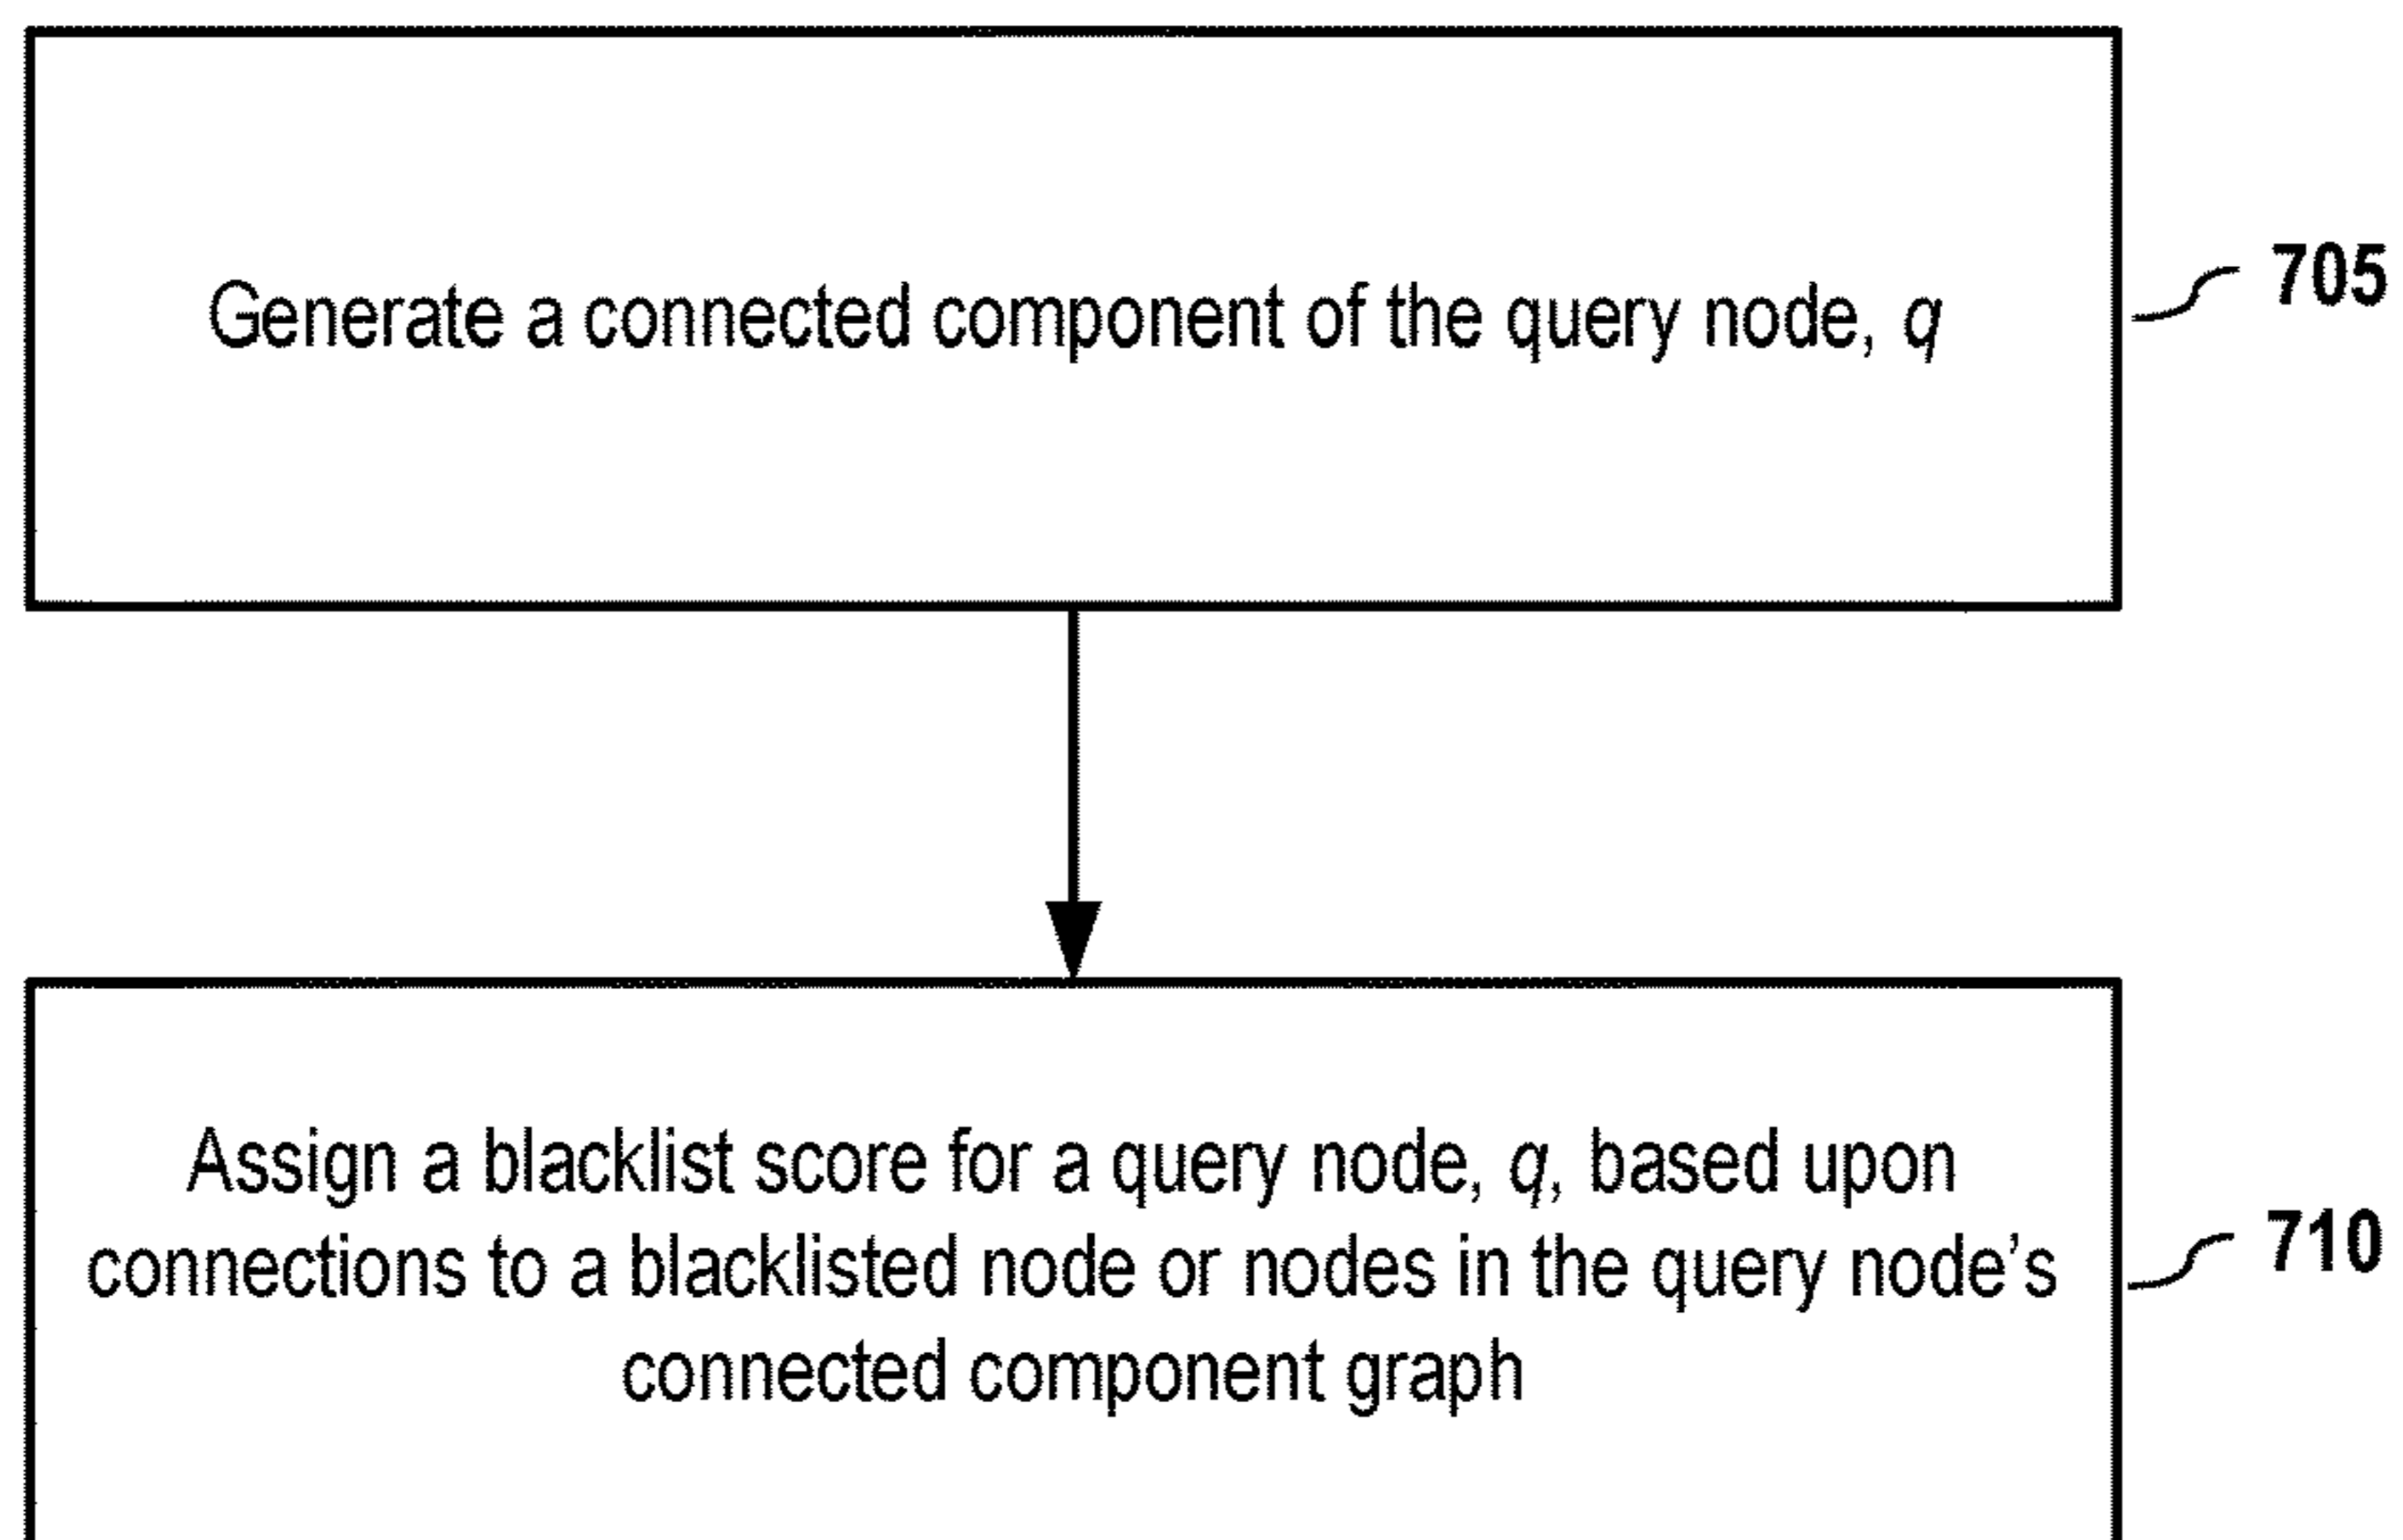 Generate a connected component of the query node, q
705
Assign a blacklist score for a query node, q, based upon
connections to a blacklisted node or nodes in the query node's
connected component graph
710